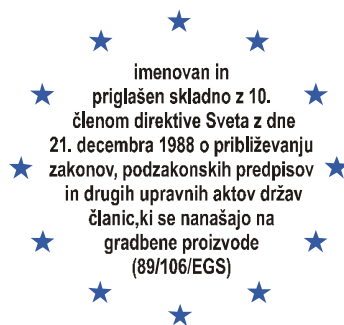 imenovan in
priglašen skladno z 10.
členom direktive Sveta z dne
21. decembra 1988 o približevanju
zakonov, podzakonskih predpisov
in drugih upravnih aktov držav
članic,ki se nanašajo na
gradbene proizvode
(89/106/EGS)